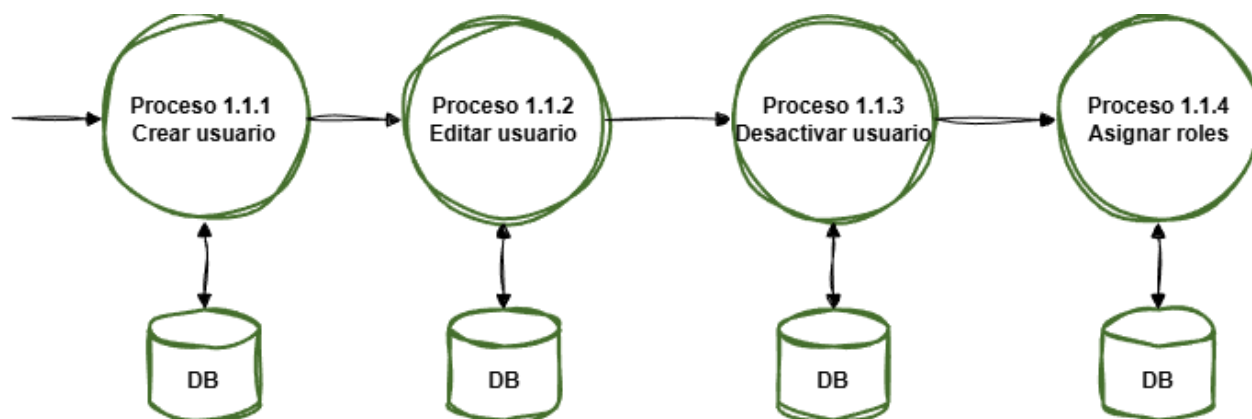 Proceso 1.1.1
Crear usuario
Proceso 1.1.2
Editar usuario
Proceso 1.1.3
Desactivar usuario
Proceso 1.1.4
Asignar roles
DB
DB
DB
DB